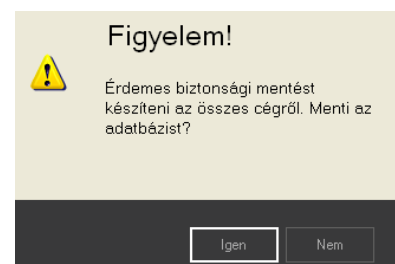 Figyelem!
Érdemes biztonsági mentést
készíteni az összes cégről. Menti az
adatbázist?
Igen
Nem